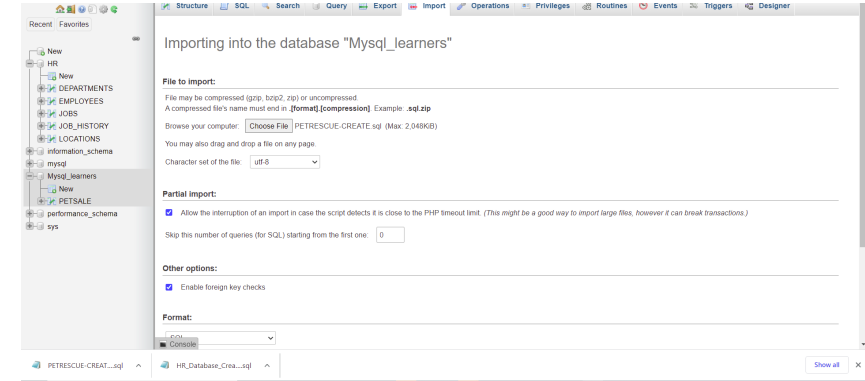 Structure SQL Search Query Export Import Operations Privileges Routines Events Triggers Designer
Recent Favorites
New
HR
New
DEPARTMENTS
EMPLOYEES
JOBS
JOB_HISTORY
LOCATIONS
information_schema
mysql
Mysql_learners
New
PETSALE
performance_schema
sys
Importing into the database "Mysql_learners"
File to import:
File may be compressed (gzip, bzip2, zip) or uncompressed.
A compressed file's name must end in .[format].[compression]. Example: .sql.zip
Browse your computer: Choose File PETRESCUE-CREATE.sql (Max: 2,048KiB)
You may also drag and drop a file on any page.
Character set of the file: utf-8
Partial import:
Allow the interruption of an import in case the script detects it is close to the PHP timeout limit. (This might be a good way to import large files, however it can break transactions.)
Skip this number of queries (for SQL) starting from the first one: 0
Other options:
Enable foreign key checks
Format:
SQL
Console
PETRESCUE-CREAT....sql HR_Database_Crea....sql Show all